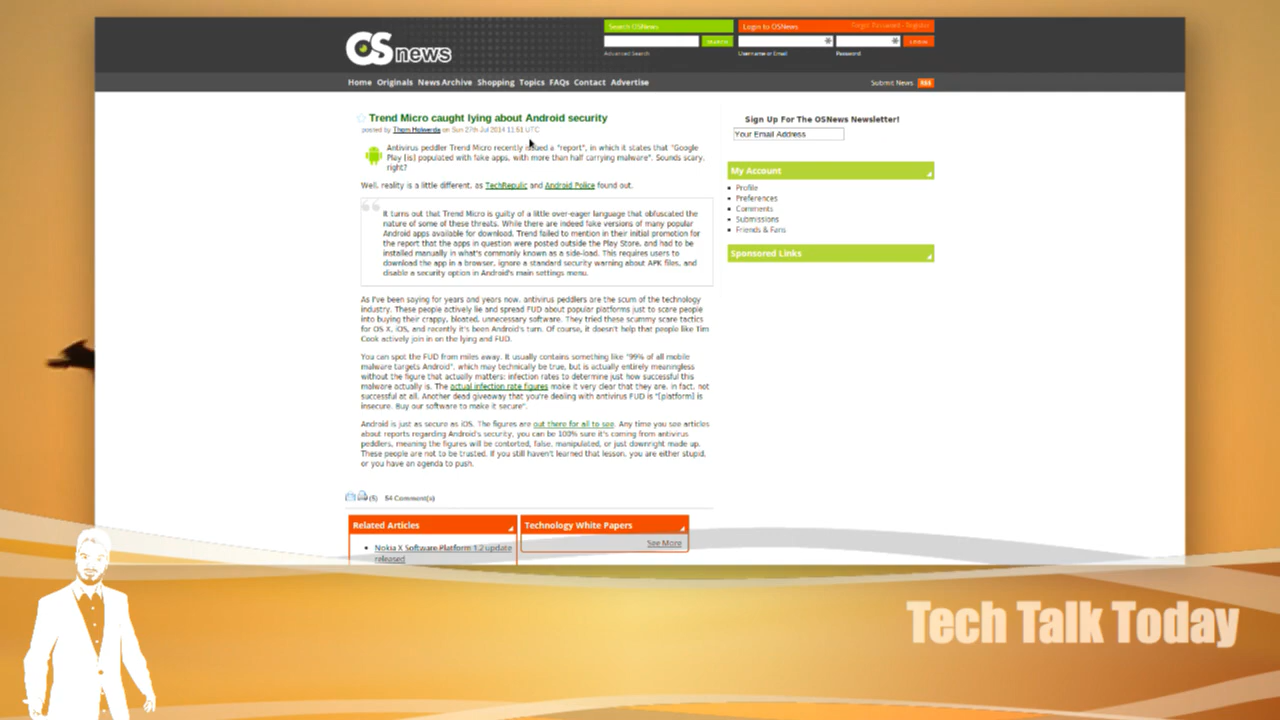 Search OSNews
Login to OSNews
Forgot Password - Register
OSnews
Search
Login
Advanced Search
Username or Email
Password
Home Originals News Archive Shopping Topics FAQs Contact Advertise
Submit News RSS
Trend Micro caught lying about Android security
posted by Thom Holwerda on Sun 27th Jul 2014 11:51 UTC
Antivirus peddler Trend Micro recently issued a "report", in which it states that "Google
Play [is] populated with fake apps, with more than half carrying malware". Sounds scary,
right?
Well, reality is a little different, as TechRepulic and Android Police found out.
It turns out that Trend Micro is guilty of a little over-eager language that obfuscated the
nature of some of these threats. While there are indeed fake versions of many popular
Android apps available for download, Trend failed to mention in their initial promotion for
the report that the apps in question were posted outside the Play Store, and had to be
installed manually in what's commonly known as a side-load. This requires users to
download the app in a browser, ignore a standard security warning about APK files, and
disable a security option in Android's main settings menu.
As I've been saying for years and years now, antivirus peddlers are the scum of the technology
industry. These people actively lie and spread FUD about popular platforms just to scare people
into buying their crappy, bloated, unnecessary software. They tried these scummy scare tactics
for OS X, iOS, and recently it's been Android's turn. Of course, it doesn't help that people like Tim
Cook actively join in on the lying and FUD.
You can spot the FUD from miles away. It usually contains something like "99% of all mobile
malware targets Android", which may technically be true, but is actually entirely meaningless
without the figure that actually matters: infection rates to determine just how successful this
malware actually is. The actual infection rate figures make it very clear that they are, in fact, not
successful at all. Another dead giveaway that you're dealing with antivirus FUD is "[platform] is
insecure. Buy our software to make it secure".
Android is just as secure as iOS. The figures are out there for all to see. Any time you see articles
about reports regarding Android's security, you can be 100% sure it's coming from antivirus
peddlers, meaning the figures will be contorted, false, manipulated, or just downright made up.
These people are not to be trusted. If you still haven't learned that lesson, you are either stupid,
or you have an agenda to push.
(5) 54 Comment(s)
Related Articles
Nokia X Software Platform 1.2 update
released
Technology White Papers
See More
Sign Up For The OSNews Newsletter!
Your Email Address
My Account
Profile
Preferences
Comments
Submissions
Friends & Fans
Sponsored Links
Tech Talk Today